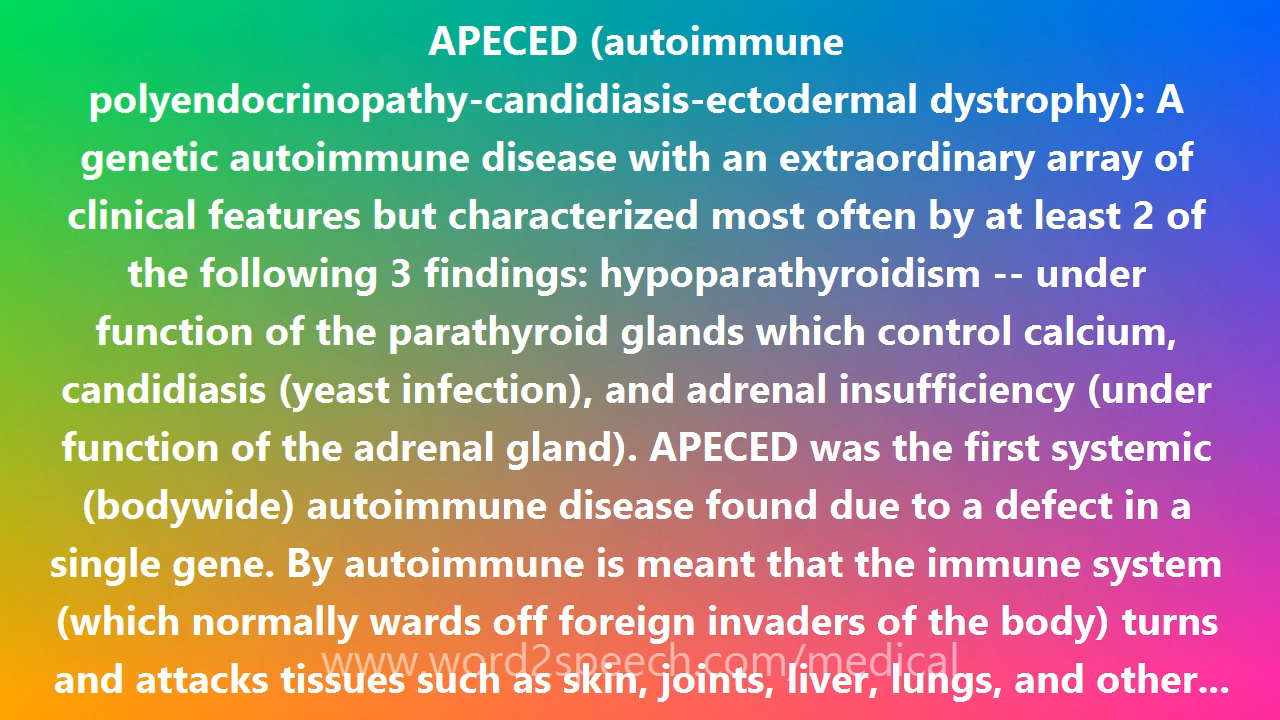 APECED (autoimmune
polyendocrinopathy-candidiasis-ectodermal dystrophy): A
genetic autoimmune disease with an extraordinary array of
clinical features but characterized most often by at least 2 of
the following 3 findings: hypoparathyroidism -- under
function of the parathyroid glands which control calcium,
candidiasis (yeast infection), and adrenal insufficiency (under
function of the adrenal gland). APECED was the first systemic
(bodywide) autoimmune disease found due to a defect in a
single gene. By autoimmune is meant that the immune system
(which normally wards off foreign invaders of the body) turns
www.word2speech.com/medical
and attacks tissues such as skin, joints, liver, lungs, and other...